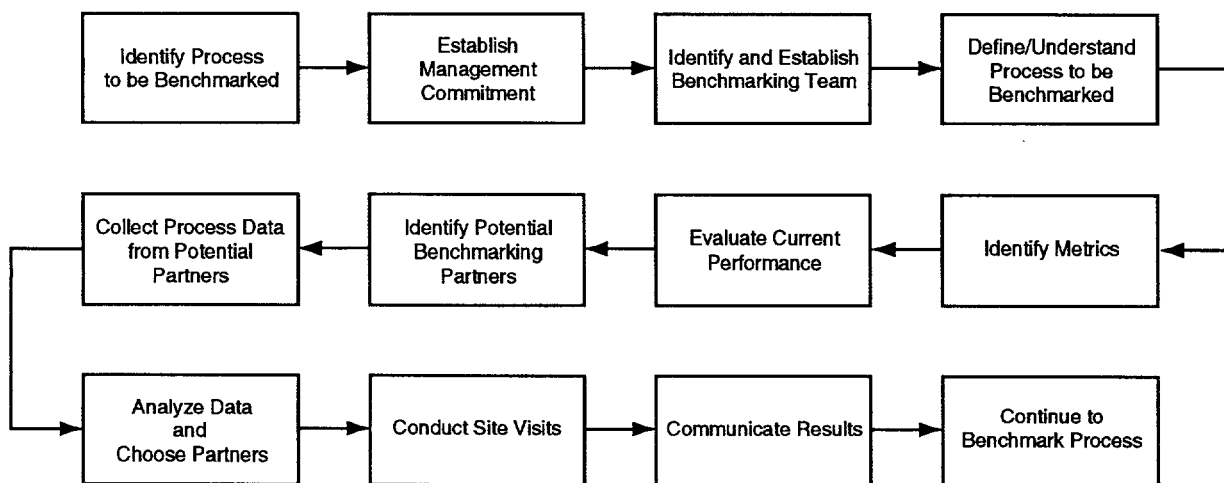 Identify Process
to be Benchmarked
Establish
Management
Commitment
Identify and Establish
Benchmarking Team
Define/Understand
Process to be
Benchmarked
Collect Process Data
from Potential
Partners
Identify Potential
Benchmarking
Partners
Evaluate Current
Performance
Identify Metrics
Analyze Data
and
Choose Partners
Conduct Site Visits
Communicate Results
Continue to
Benchmark Process